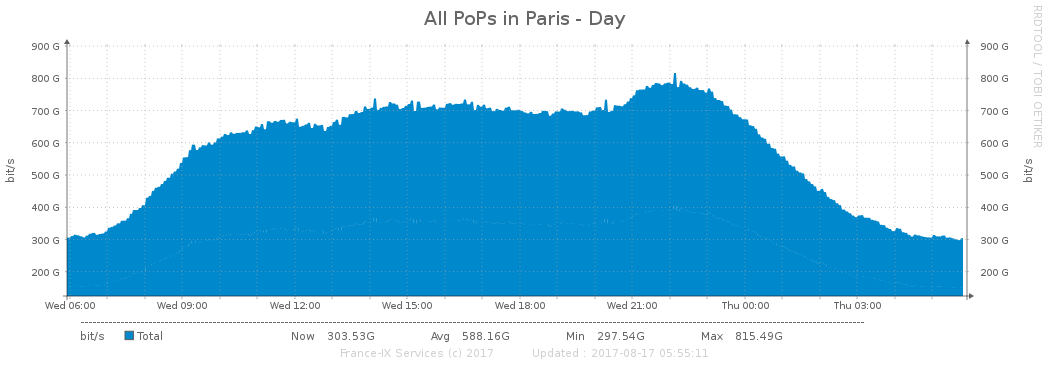 All PoPs in Paris - Day
RRDTOOL / TOBI OETIKER
900 G 900 G
800 G 800 G
700 G 700 G
600 G 600 G
500 G 500 G
400 G 400 G
300 G 300 G
200 G 200 G
bit/s bit/s
Wed 06:00 Wed 09:00 Wed 12:00 Wed 15:00 Wed 18:00 Wed 21:00 Thu 00:00 Thu 03:00
bit/s Total Now 303.53G Avg 588.16G Min 297.54G Max 815.49G
France-IX Services (c) 2017 Updated : 2017-08-17 05:55:11